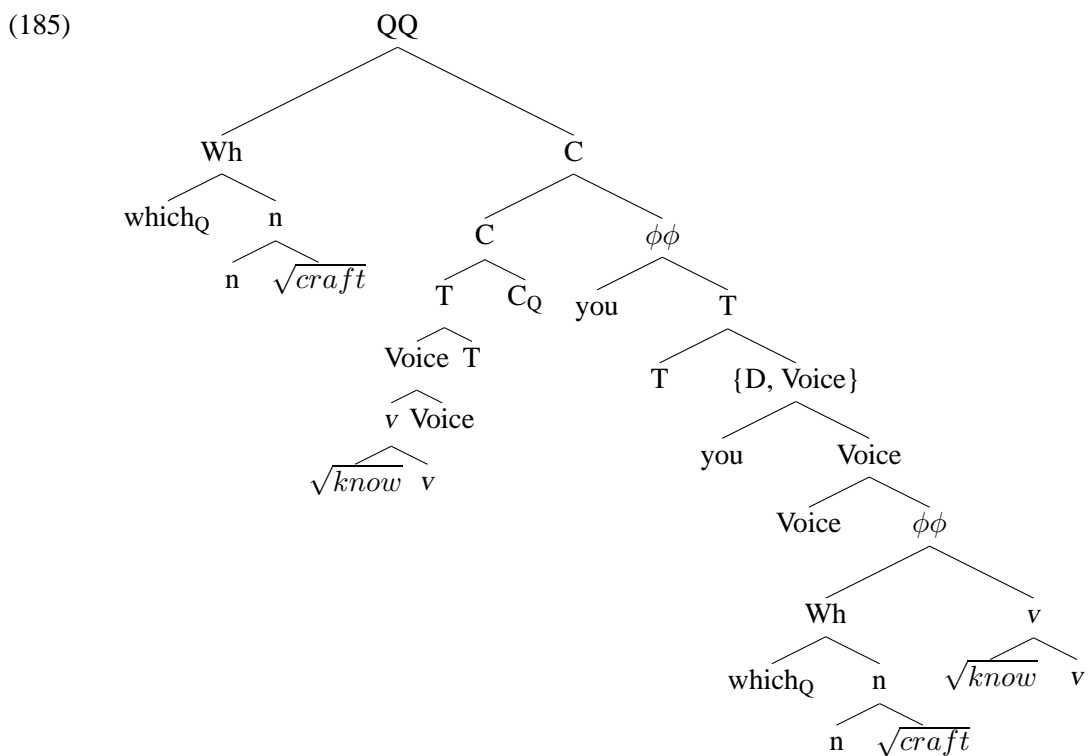 (185) QQ
Wh C
which_Q n C ϕϕ
n √craft T C_Q you T
Voice T T {D, Voice}
v Voice you Voice
√know v Voice ϕϕ
Wh v
which_Q n √know v
n √craft